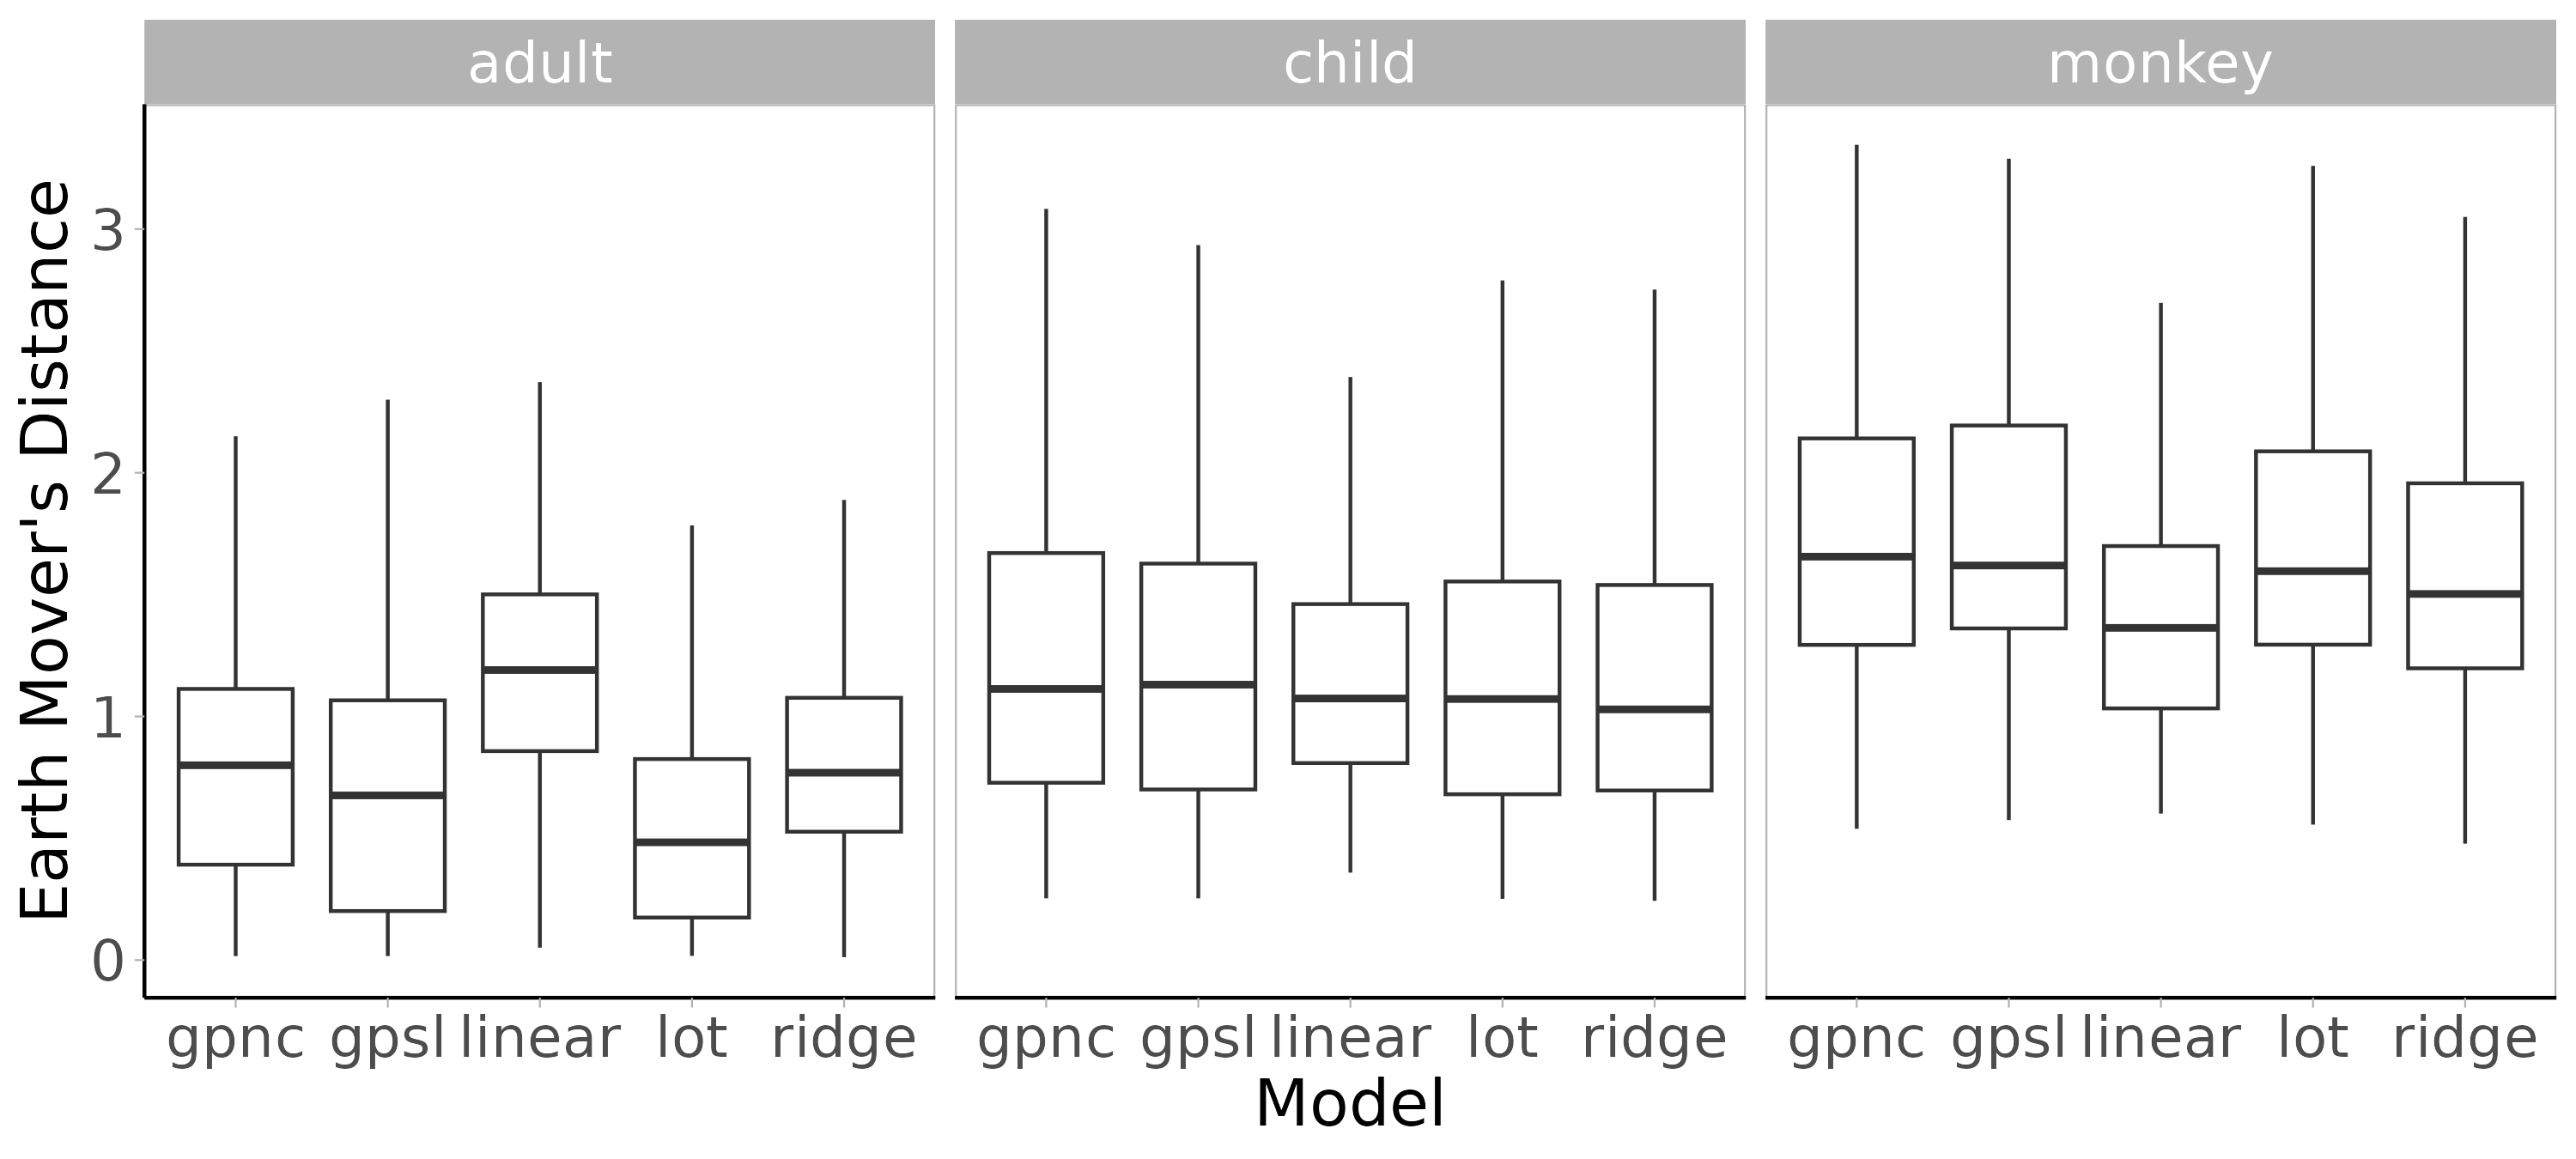 adult child monkey
Earth Mover's Distance
3
2
1
0
gpnc gpsl linear lot ridge gpnc gpsl linear lot ridge gpnc gpsl linear lot ridge
Model